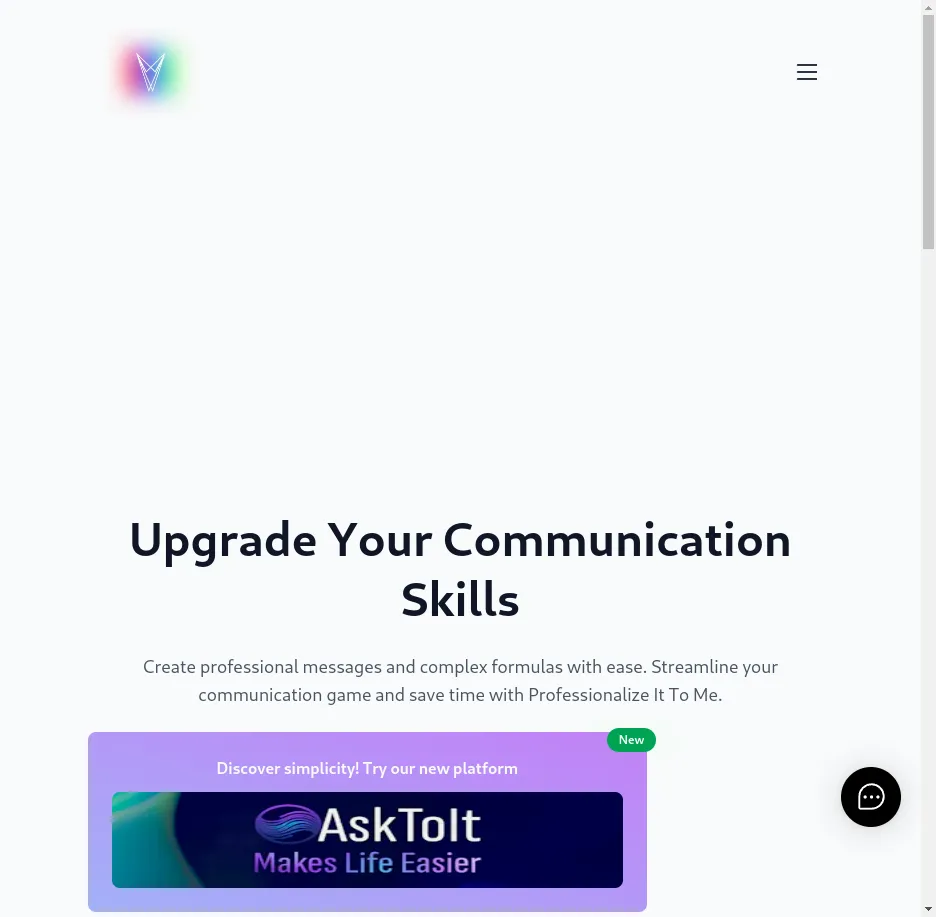 Upgrade Your Communication
Skills
Create professional messages and complex formulas with ease. Streamline your
communication game and save time with Professionalize It To Me.
New
Discover simplicity! Try our new platform
AskToIt
Makes Life Easier